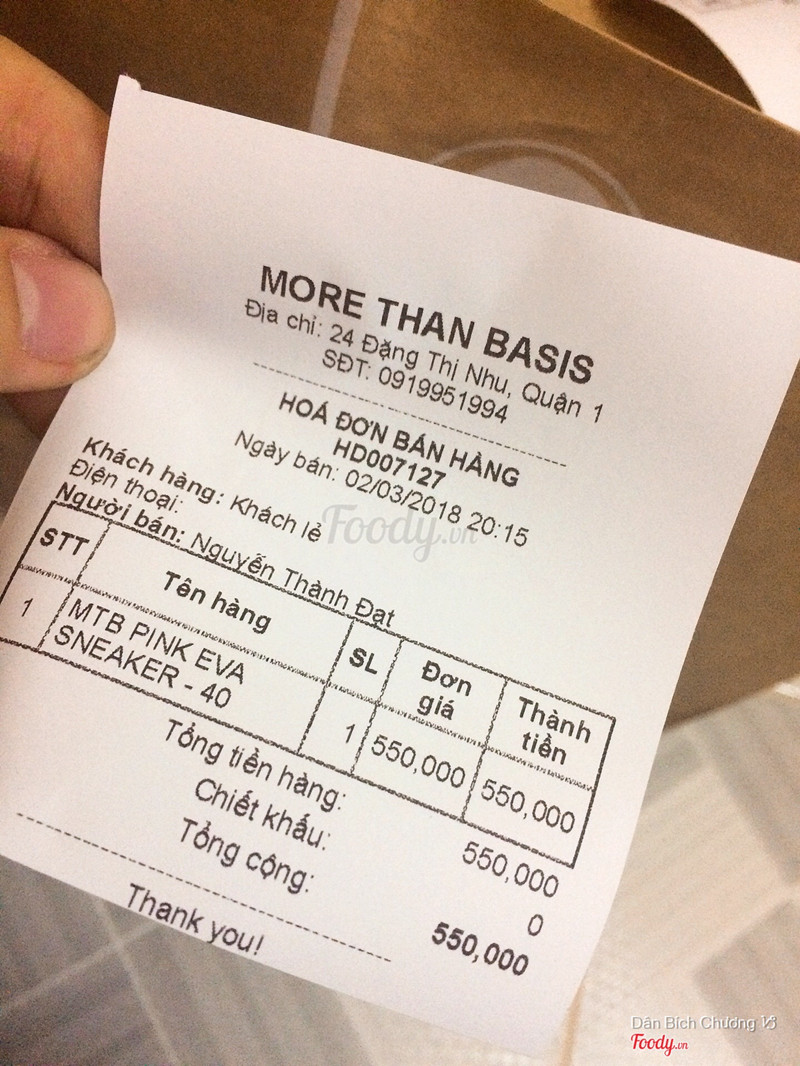 MORE THAN BASIS
Địa chỉ: 24 Đặng Thị Nhu, Quận 1
SĐT: 0919951994
HOÁ ĐƠN BÁN HÀNG
HD007127
Ngày bán: 02/03/2018 20:15
Khách hàng: Khách lẻ
Điện thoại:
Người bán: Nguyễn Thành Đạt
STT Tên hàng SL Đơn giá Thành tiền
1 MTB PINK EVA SNEAKER - 40 1 550,000 550,000
Tổng tiền hàng: 550,000
Chiết khấu: 0
Tổng cộng: 550,000
Thank you!
Foody.vn
Dân Bích Chương
Foody.vn